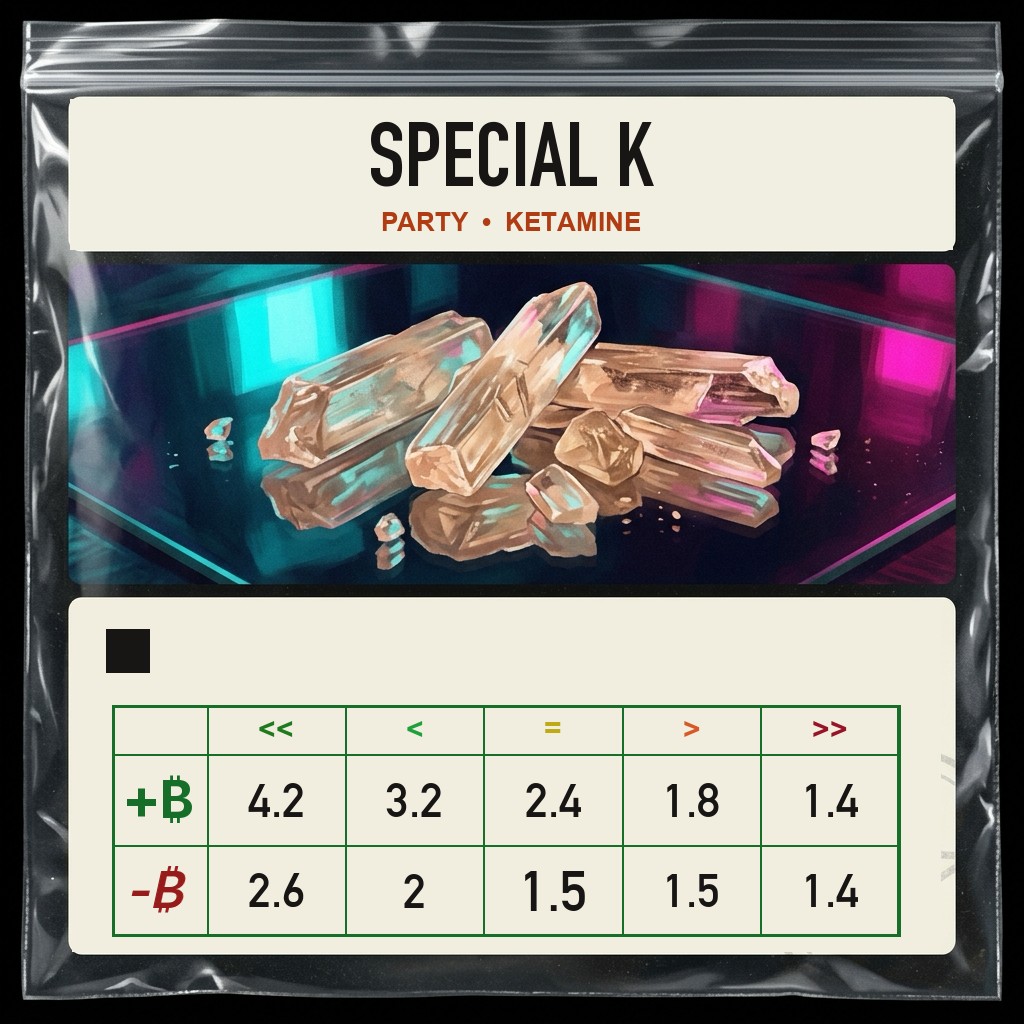 SPECIAL K
PARTY • KETAMINE
<< < = > >>
+₿ 4.2 3.2 2.4 1.8 1.4
-₿ 2.6 2 1.5 1.5 1.4